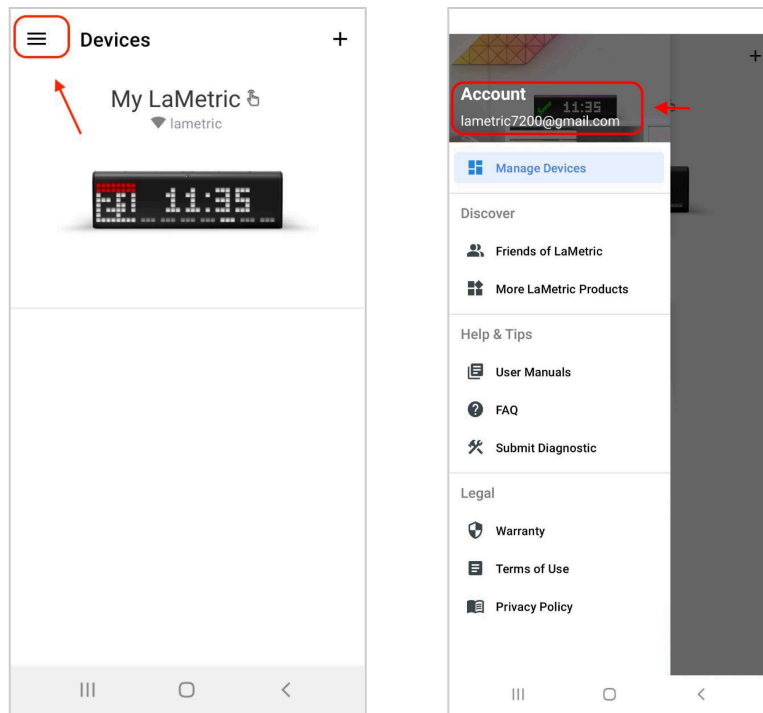 Devices
+
My LaMetric
lametric
11:35
+
11:35
Account
lametric7200@gmail.com
Manage Devices
Discover
Friends of LaMetric
More LaMetric Products
Help & Tips
User Manuals
FAQ
Submit Diagnostic
Legal
Warranty
Terms of Use
Privacy Policy